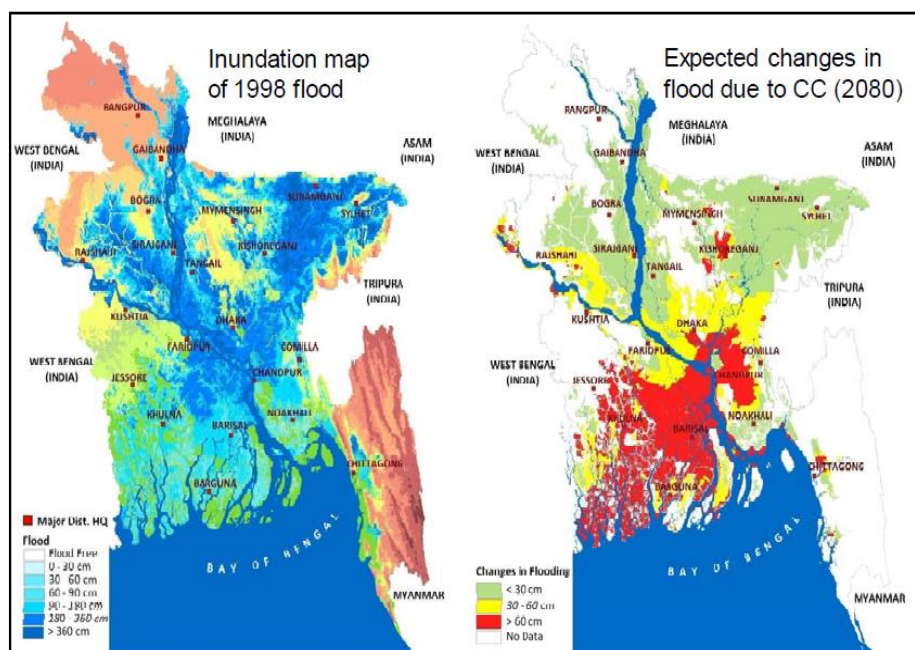 Inundation map
of 1998 flood
RANGPUR
MEGHALAYA
(INDIA)
WEST BENGAL
(INDIA)
GAIBANDHA
ASAM
(INDIA)
BOGRA
MYMENSINGH
SUNAMGANJ
SYLHET
RAJSHAHI
SIRAJGANJ
KISHOREGANJ
TANGAIL
TRIPURA
(INDIA)
KUSHTIA
DHAKA
WEST BENGAL
(INDIA)
FARIDPUR
COMILLA
CHANDPUR
JESSORE
KHULNA
NOAKHALI
BARISAL
CHITTAGONG
BARGUNA
BAY OF BENGAL
MYANMAR
Major Dist. HQ
Flood
Flood Free
0 - 30 cm
30 - 60 cm
60 - 90 cm
90 - 180 cm
180 - 360 cm
> 360 cm
Expected changes in
flood due to CC (2080)
RANGPUR
MEGHALAYA
(INDIA)
WEST BENGAL
(INDIA)
GAIBANDHA
ASAM
(INDIA)
BOGRA
MYMENSINGH
SUNAMGANJ
SYLHET
RAJSHAHI
SIRAJGANJ
KISHOREGANJ
TANGAIL
TRIPURA
(INDIA)
KUSHTIA
DHAKA
WEST BENGAL
(INDIA)
FARIDPUR
COMILLA
CHANDPUR
JESSORE
KHULNA
NOAKHALI
BARISAL
CHITTAGONG
BARGUNA
BAY OF BENGAL
MYANMAR
Changes in Flooding
< 30 cm
30 - 60 cm
> 60 cm
No Data